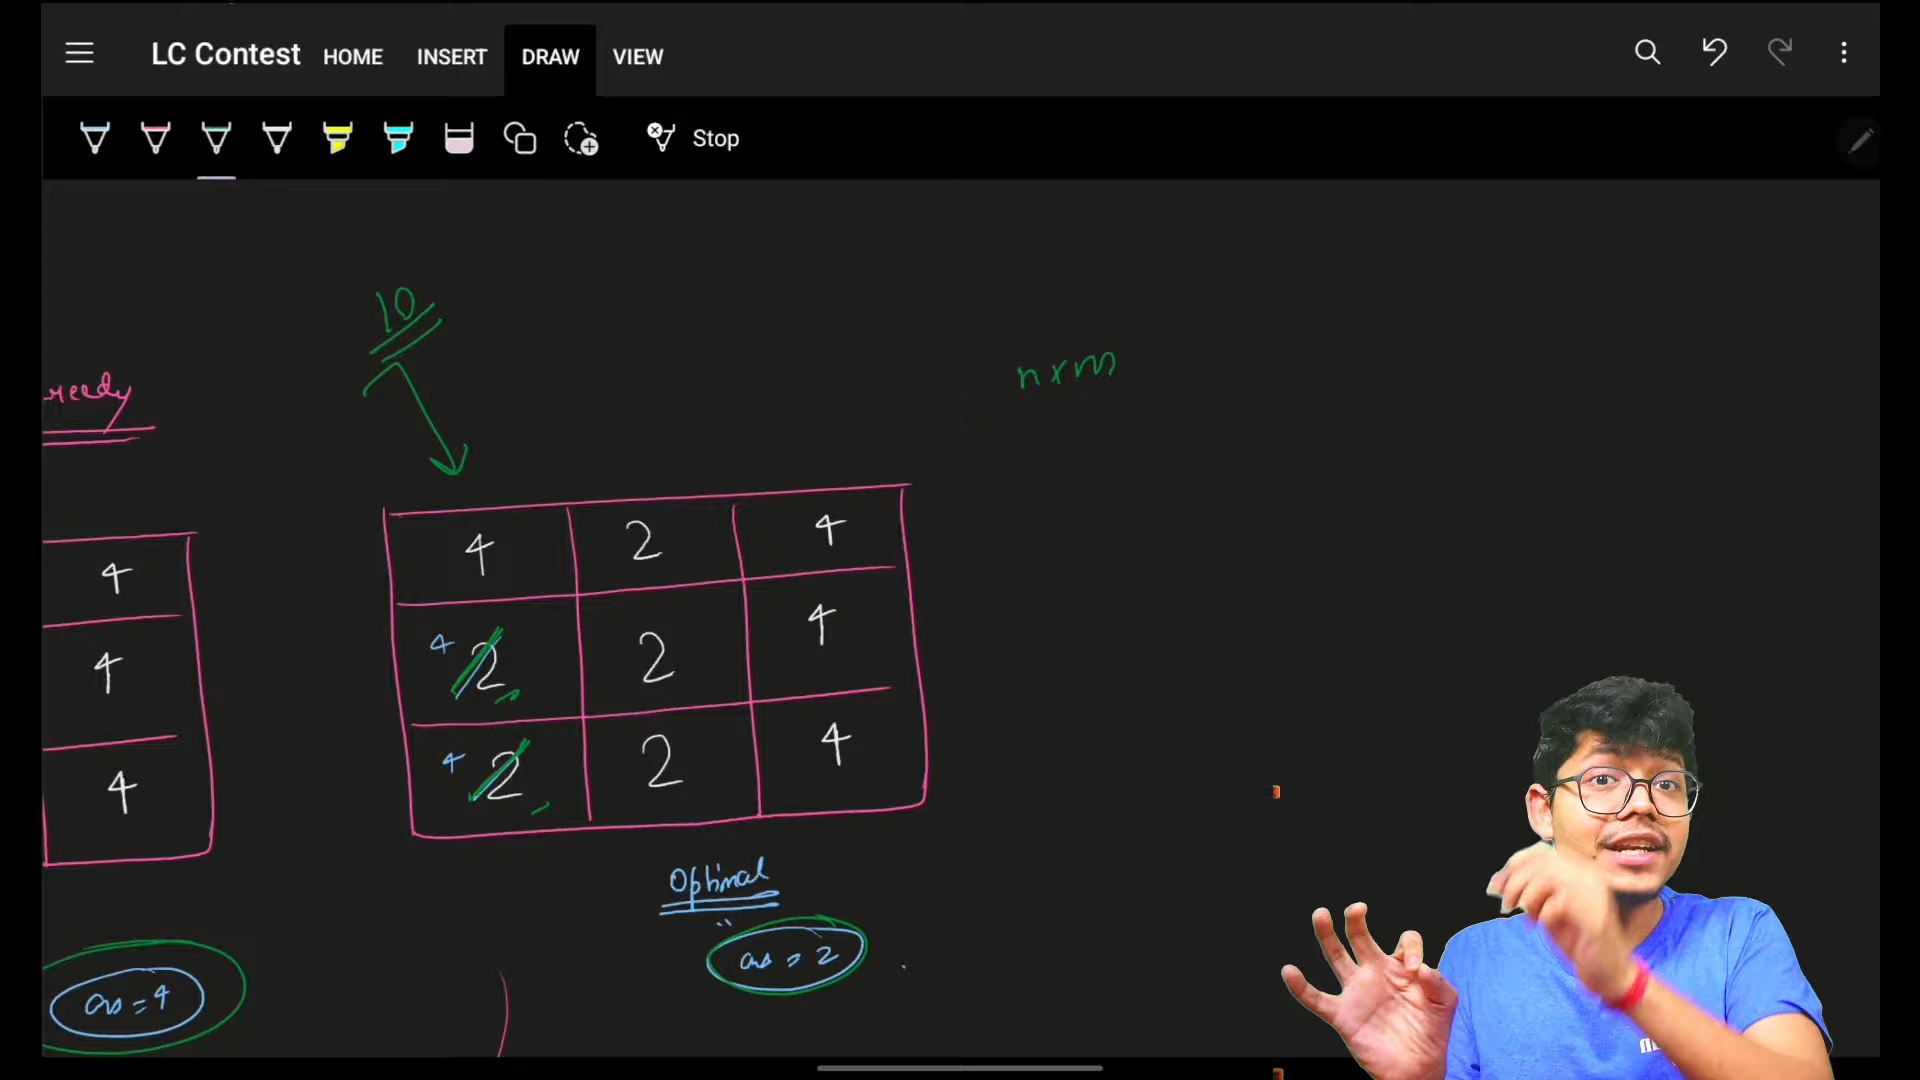 LC Contest HOME INSERT DRAW VIEW
Stop
10
n x m
reedy
4 2 4
4
4 2 2 4
4
4 2 2 4
4
Optimal
ans = 2
ans = 4